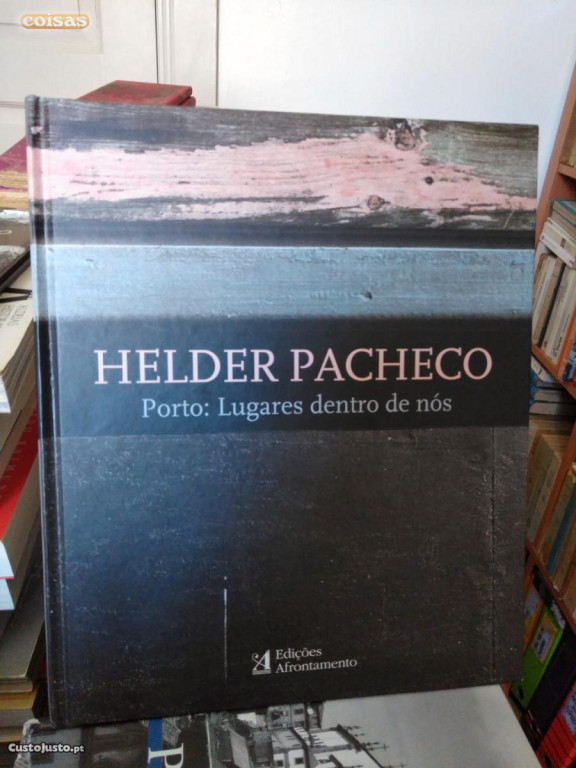 coisas
HELDER PACHECO
Porto: Lugares dentro de nós
Edições
Afrontamento
P
CustoJusto.pt